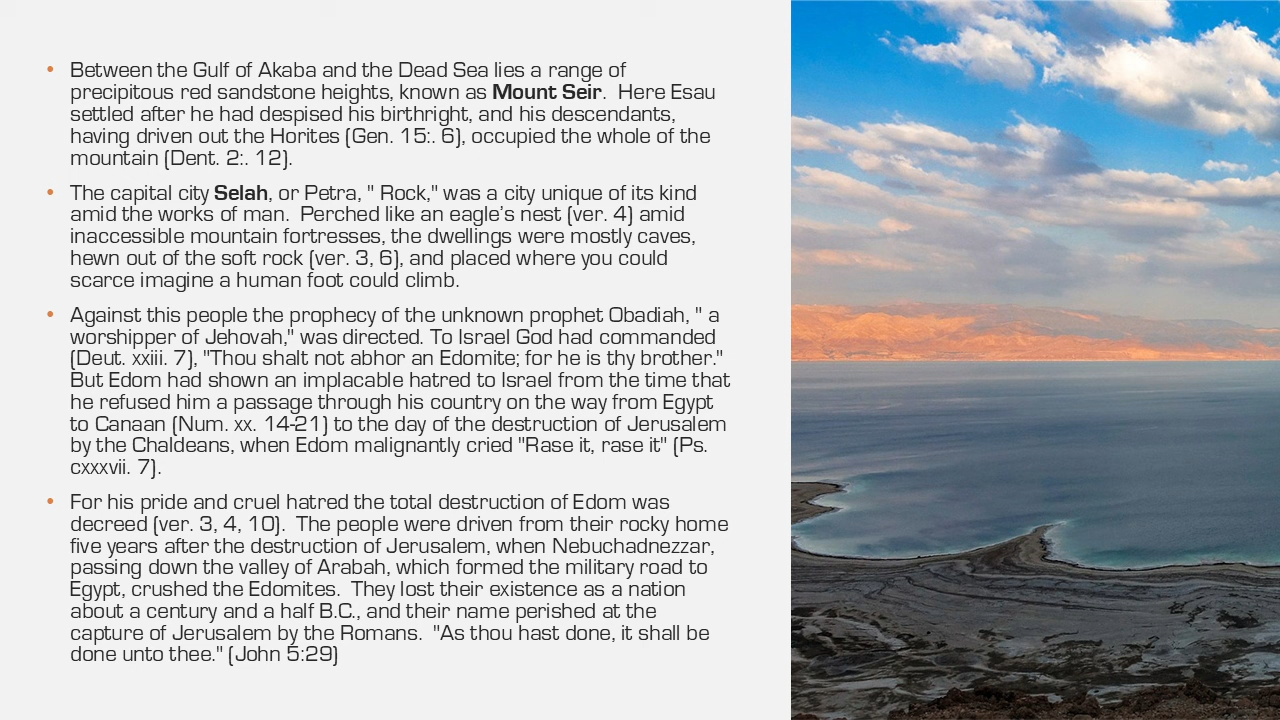 • Between the Gulf of Akaba and the Dead Sea lies a range of
precipitous red sandstone heights, known as Mount Seir.  Here Esau
settled after he had despised his birthright, and his descendants,
having driven out the Horites (Gen. 15:. 6), occupied the whole of the
mountain (Dent. 2:. 12).
• The capital city Selah, or Petra, " Rock," was a city unique of its kind
amid the works of man.  Perched like an eagle’s nest (ver. 4) amid
inaccessible mountain fortresses, the dwellings were mostly caves,
hewn out of the soft rock (ver. 3, 6), and placed where you could
scarce imagine a human foot could climb.
• Against this people the prophecy of the unknown prophet Obadiah, " a
worshipper of Jehovah," was directed. To Israel God had commanded
(Deut. xxiii. 7), "Thou shalt not abhor an Edomite; for he is thy brother."
But Edom had shown an implacable hatred to Israel from the time that
he refused him a passage through his country on the way from Egypt
to Canaan (Num. xx. 14-21) to the day of the destruction of Jerusalem
by the Chaldeans, when Edom malignantly cried "Rase it, rase it" (Ps.
cxxxvii. 7).
• For his pride and cruel hatred the total destruction of Edom was
decreed (ver. 3, 4, 10).  The people were driven from their rocky home
five years after the destruction of Jerusalem, when Nebuchadnezzar,
passing down the valley of Arabah, which formed the military road to
Egypt, crushed the Edomites.  They lost their existence as a nation
about a century and a half B.C., and their name perished at the
capture of Jerusalem by the Romans.  "As thou hast done, it shall be
done unto thee." (John 5:29)